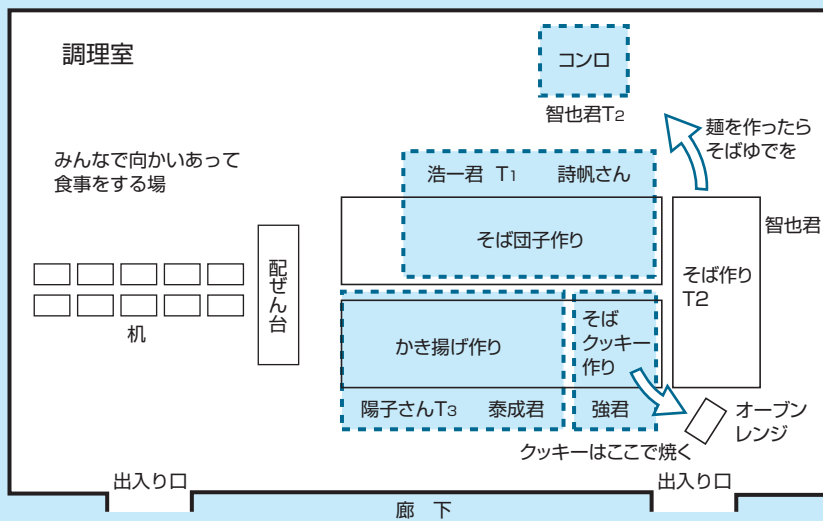 調理室
コンロ
智也君T2
麺を作ったら
そばゆでを
みんなで向かいあって
食事をする場
浩一君 T1 詩帆さん
そば団子作り
智也君
そば作り
T2
配ぜん台
机
かき揚げ作り
そば
クッキー
作り
陽子さんT3 泰成君
強君
オーブン
レンジ
クッキーはここで焼く
出入り口
出入り口
廊 下